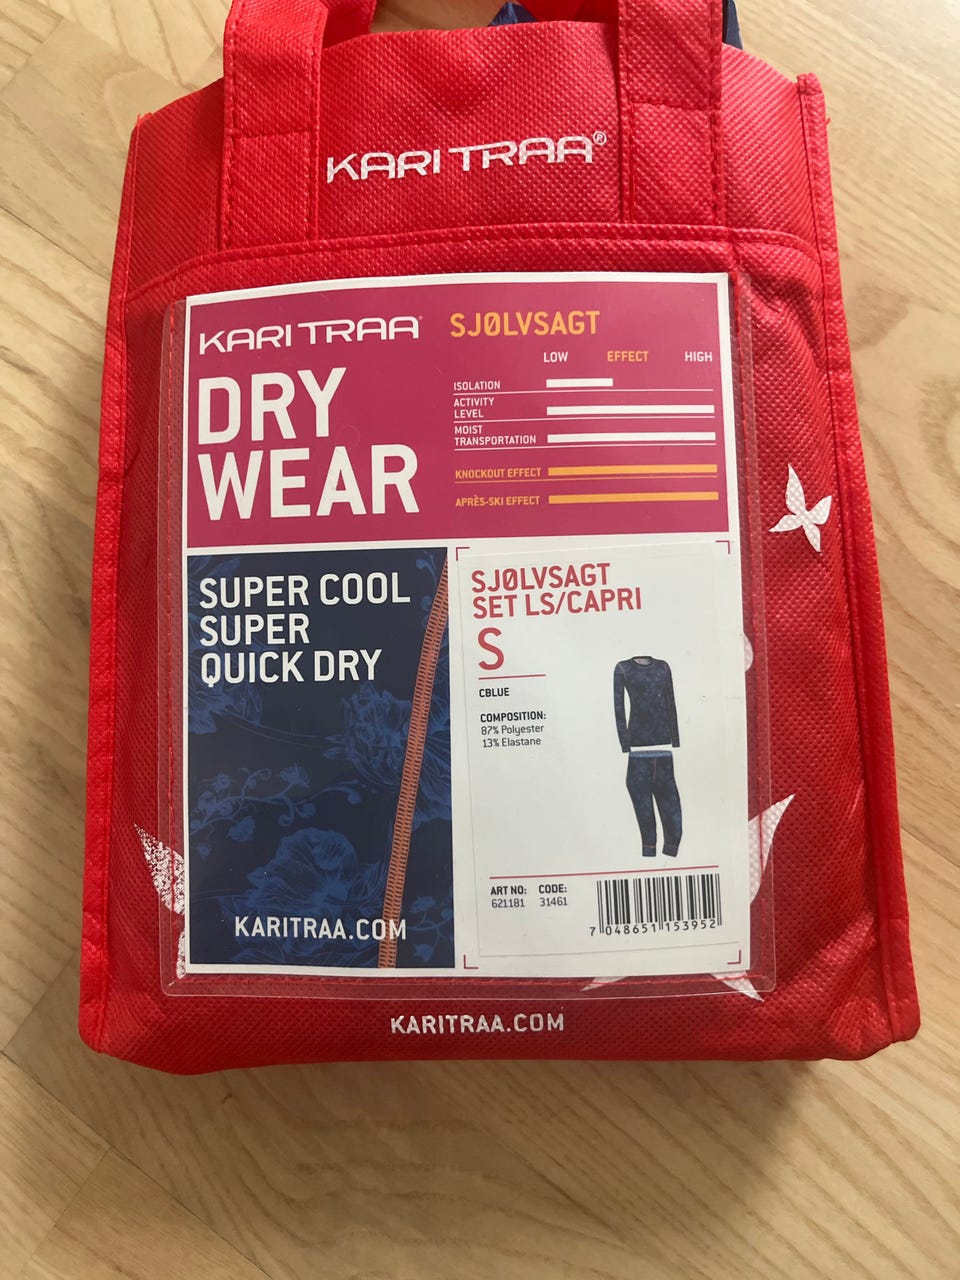 KARI TRAA®
KARI TRAA
SJØLVSAGT
DRY
WEAR
LOW EFFECT HIGH
ISOLATION
ACTIVITY
LEVEL
MOIST
TRANSPORTATION
KNOCKOUT EFFECT
APRÈS-SKI EFFECT
SUPER COOL
SUPER
QUICK DRY
KARITRAA.COM
SJØLVSAGT
SET LS/CAPRI
S
CBLUE
COMPOSITION:
87% Polyester
13% Elastane
ART NO: CODE:
621181 31461
7 048651 153952
KARITRAA.COM